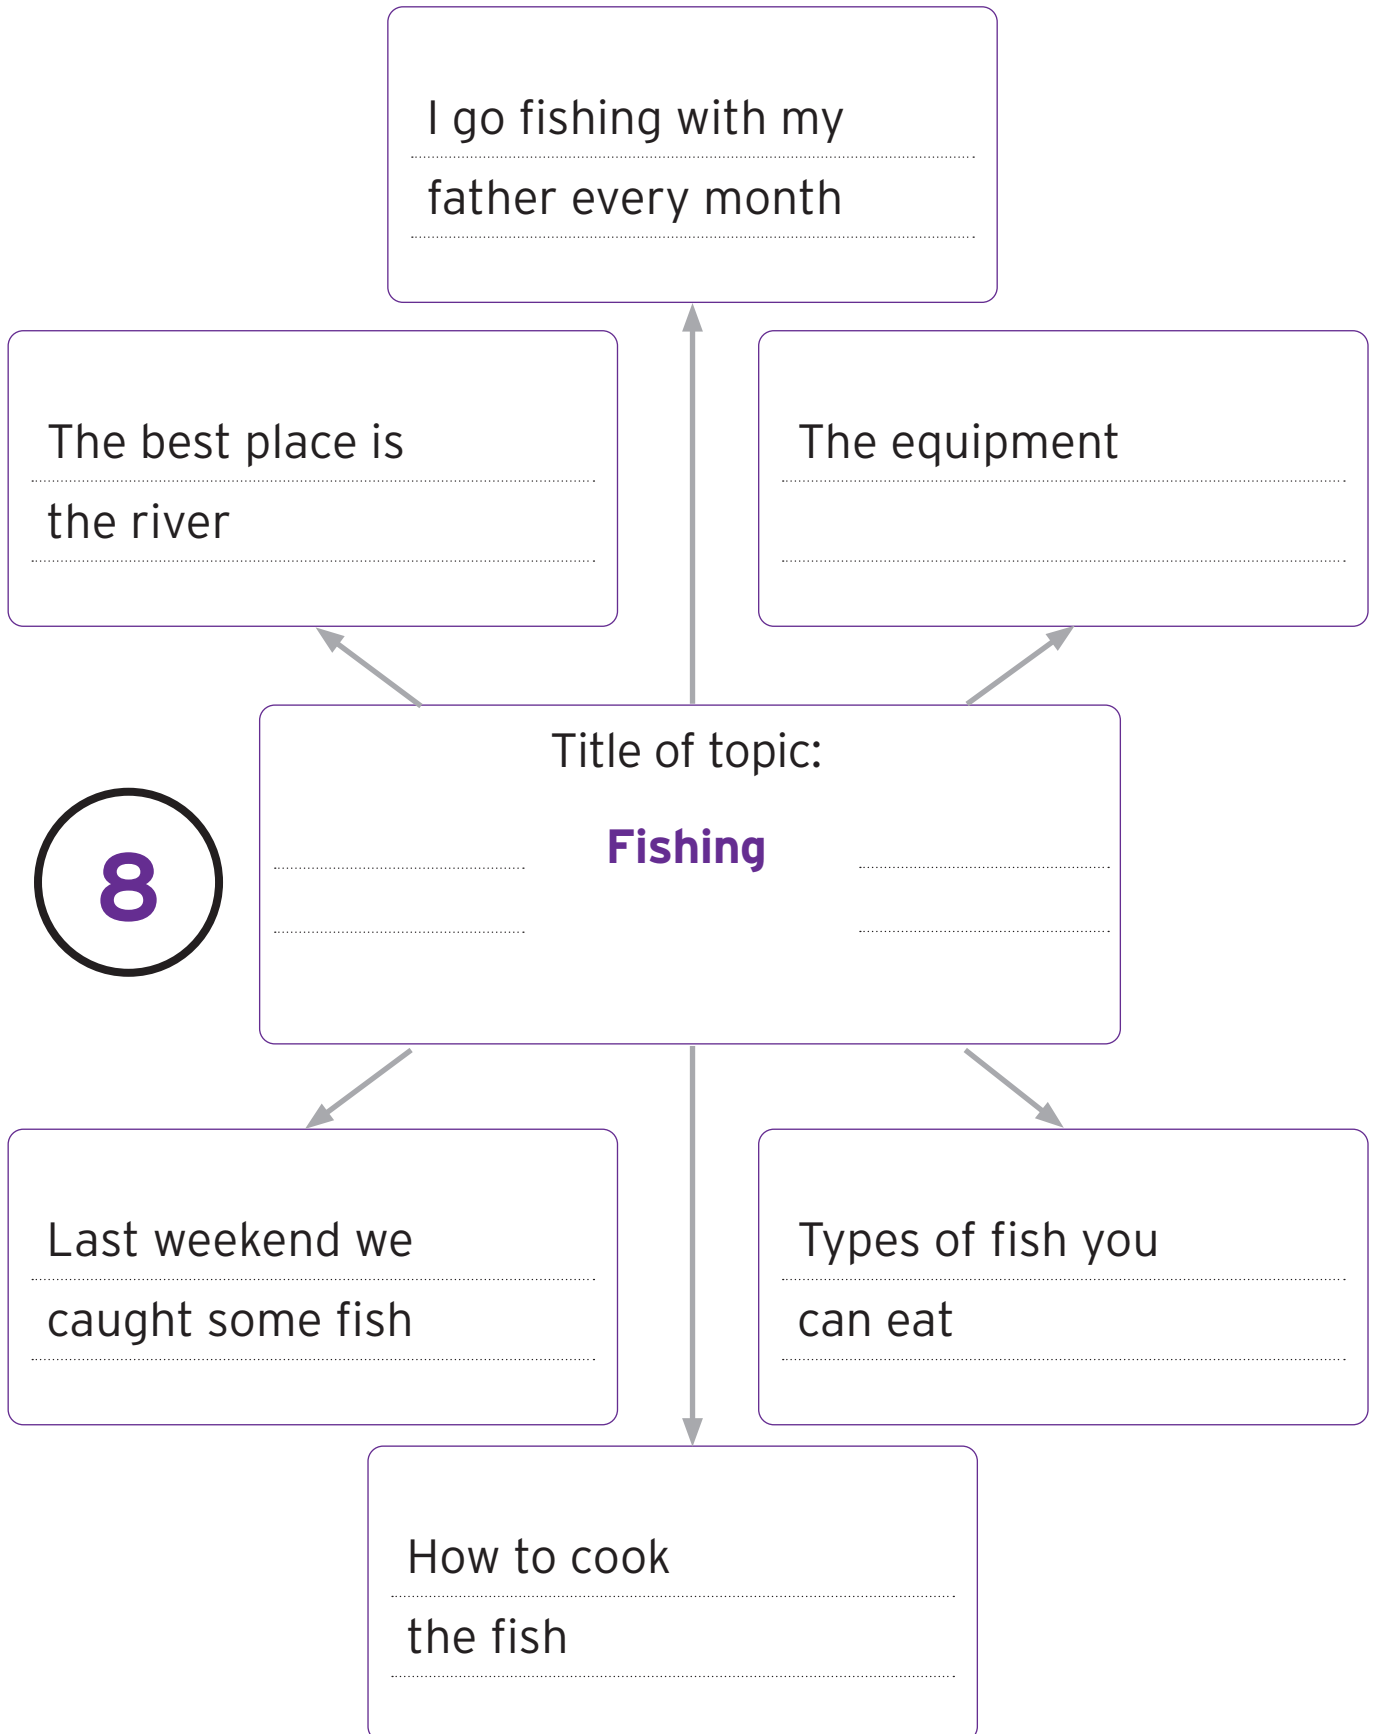 I go fishing with my
father every month
The best place is
the river
The equipment
Title of topic:
Fishing
8
Last weekend we
caught some fish
Types of fish you
can eat
How to cook
the fish